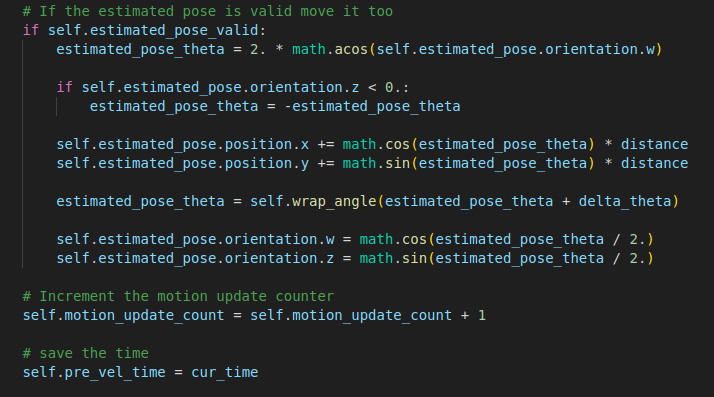 # If the estimated pose is valid move it too
if self.estimated_pose_valid:
    estimated_pose_theta = 2. * math.acos(self.estimated_pose.orientation.w)

    if self.estimated_pose.orientation.z < 0.:
        estimated_pose_theta = -estimated_pose_theta

    self.estimated_pose.position.x += math.cos(estimated_pose_theta) * distance
    self.estimated_pose.position.y += math.sin(estimated_pose_theta) * distance

    estimated_pose_theta = self.wrap_angle(estimated_pose_theta + delta_theta)

    self.estimated_pose.orientation.w = math.cos(estimated_pose_theta / 2.)
    self.estimated_pose.orientation.z = math.sin(estimated_pose_theta / 2.)

# Increment the motion update counter
self.motion_update_count = self.motion_update_count + 1

# save the time
self.pre_vel_time = cur_time